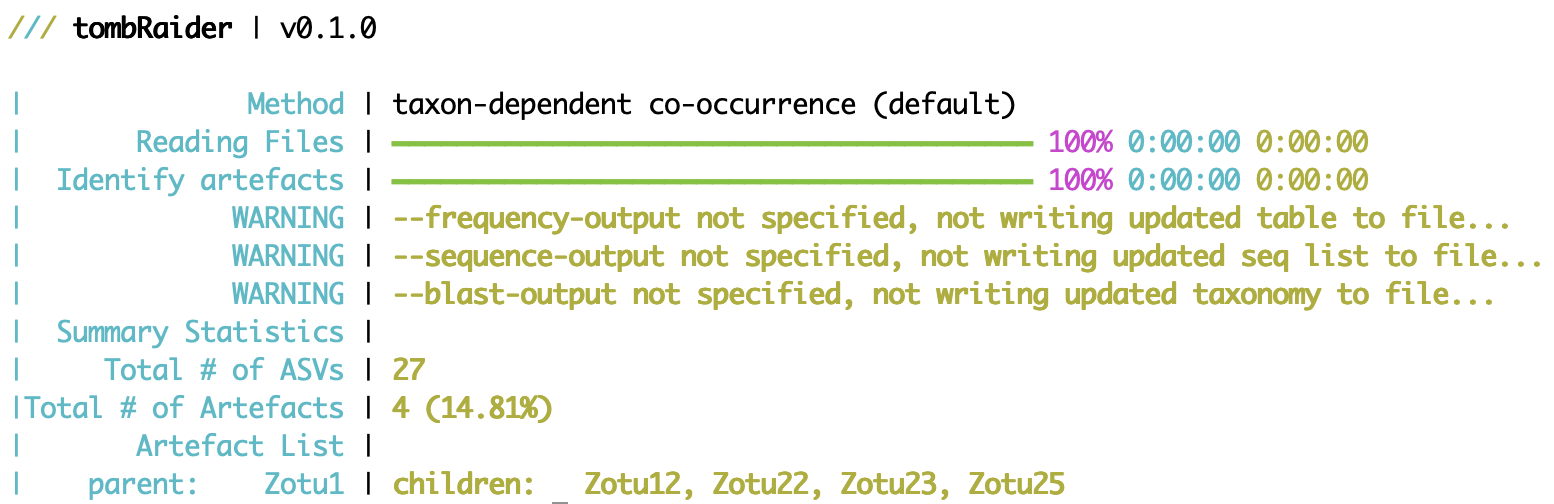 /// tombRaider | v0.1.0
| Method | taxon-dependent co-occurrence (default)
| Reading Files | 100% 0:00:00 0:00:00
| Identify artefacts | 100% 0:00:00 0:00:00
| WARNING | --frequency-output not specified, not writing updated table to file...
| WARNING | --sequence-output not specified, not writing updated seq list to file...
| WARNING | --blast-output not specified, not writing updated taxonomy to file...
| Summary Statistics |
| Total # of ASVs | 27
|Total # of Artefacts | 4 (14.81%)
| Artefact List |
| parent: Zotu1 | children: Zotu12, Zotu22, Zotu23, Zotu25